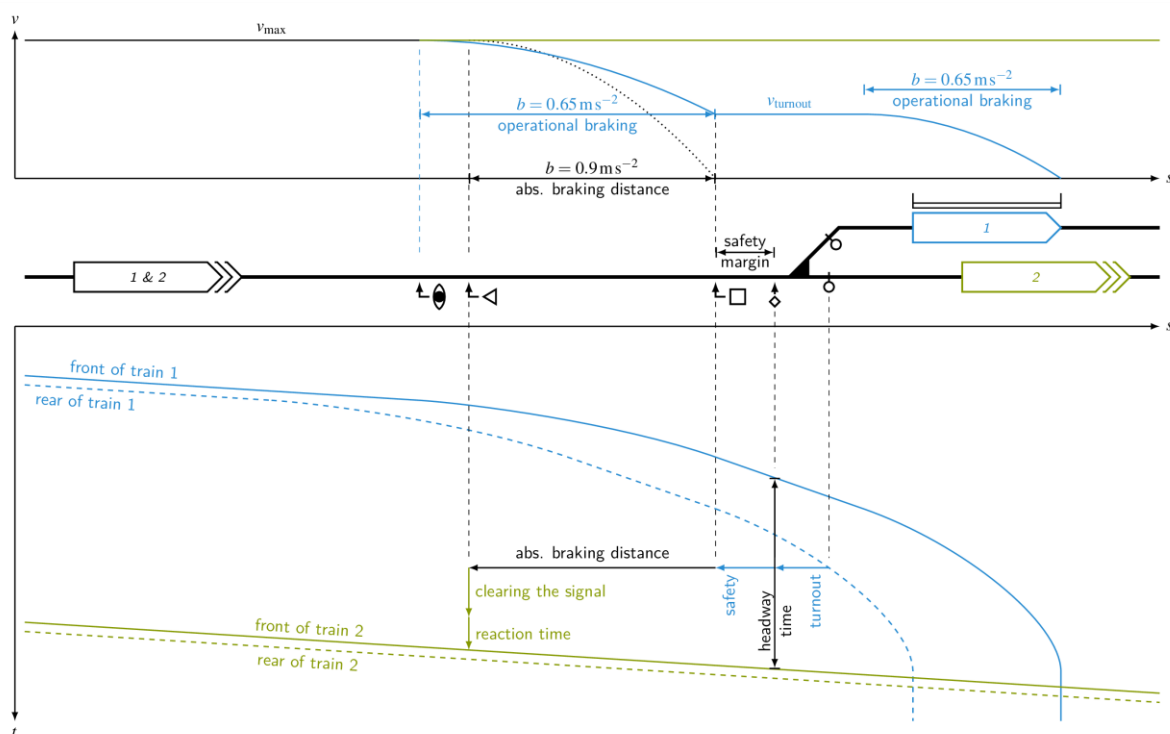 v
v_max
b = 0.65 m s⁻²
operational braking
v_turnout
b = 0.65 m s⁻²
operational braking
b = 0.9 m s⁻²
abs. braking distance
s
safety
margin
1
1 & 2
2
s
front of train 1
rear of train 1
abs. braking distance
clearing the signal
reaction time
safety
headway
time
turnout
front of train 2
rear of train 2
t